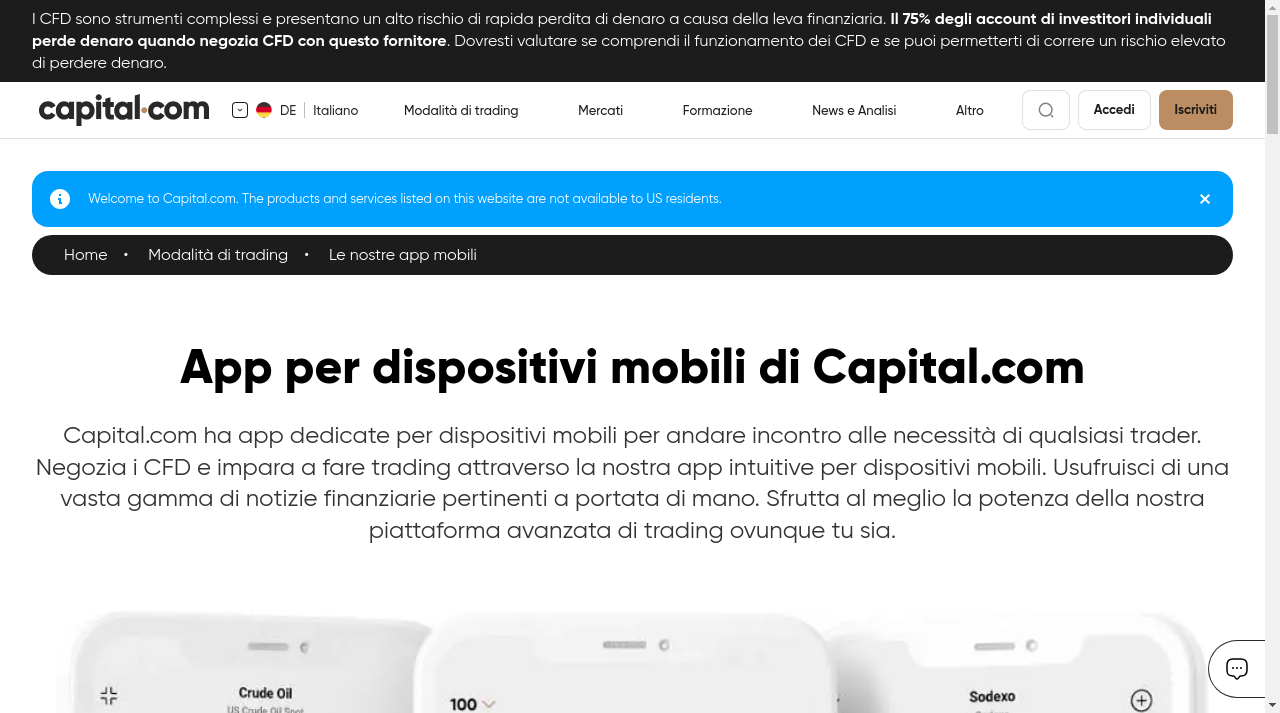 I CFD sono strumenti complessi e presentano un alto rischio di rapida perdita di denaro a causa della leva finanziaria. Il 75% degli account di investitori individuali
perde denaro quando negozia CFD con questo fornitore. Dovresti valutare se comprendi il funzionamento dei CFD e se puoi permetterti di correre un rischio elevato
di perdere denaro.
capital.com DE Italiano Modalità di trading Mercati Formazione News e Analisi Altro Accedi Iscriviti
Welcome to Capital.com. The products and services listed on this website are not available to US residents.
Home • Modalità di trading • Le nostre app mobili
App per dispositivi mobili di Capital.com
Capital.com ha app dedicate per dispositivi mobili per andare incontro alle necessità di qualsiasi trader.
Negozia i CFD e impara a fare trading attraverso la nostra app intuitive per dispositivi mobili. Usufruisci di una
vasta gamma di notizie finanziarie pertinenti a portata di mano. Sfrutta al meglio la potenza della nostra
piattaforma avanzata di trading ovunque tu sia.
Crude Oil
US Crude Oil Spot
100
Sodexo